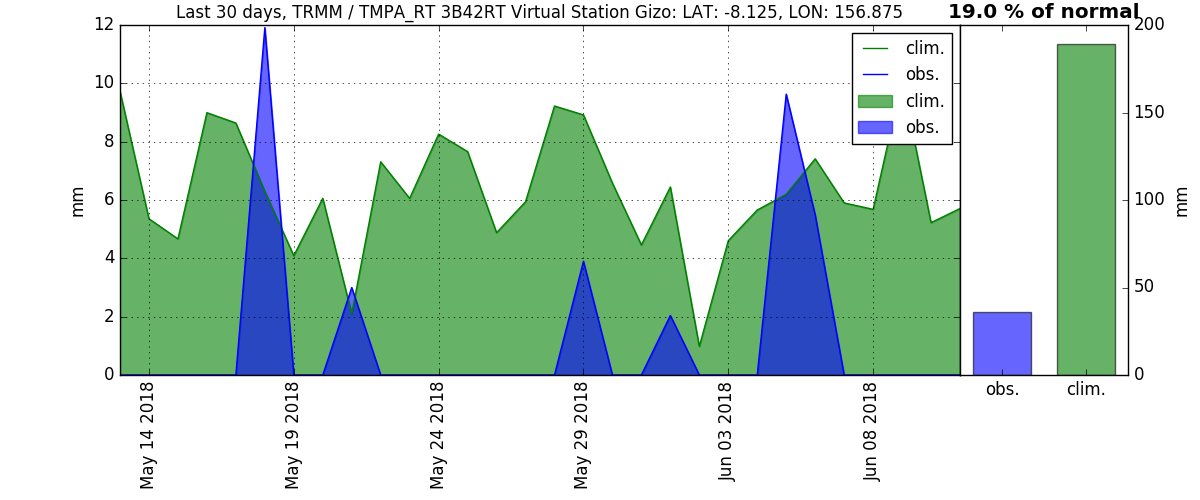 Last 30 days, TRMM / TMPA_RT 3B42RT Virtual Station Gizo: LAT: -8.125, LON: 156.875
19.0 % of normal
12
10
8
6
4
2
0
mm
clim.
obs.
clim.
obs.
200
150
100
50
0
mm
May 14 2018
May 19 2018
May 24 2018
May 29 2018
Jun 03 2018
Jun 08 2018
obs.
clim.